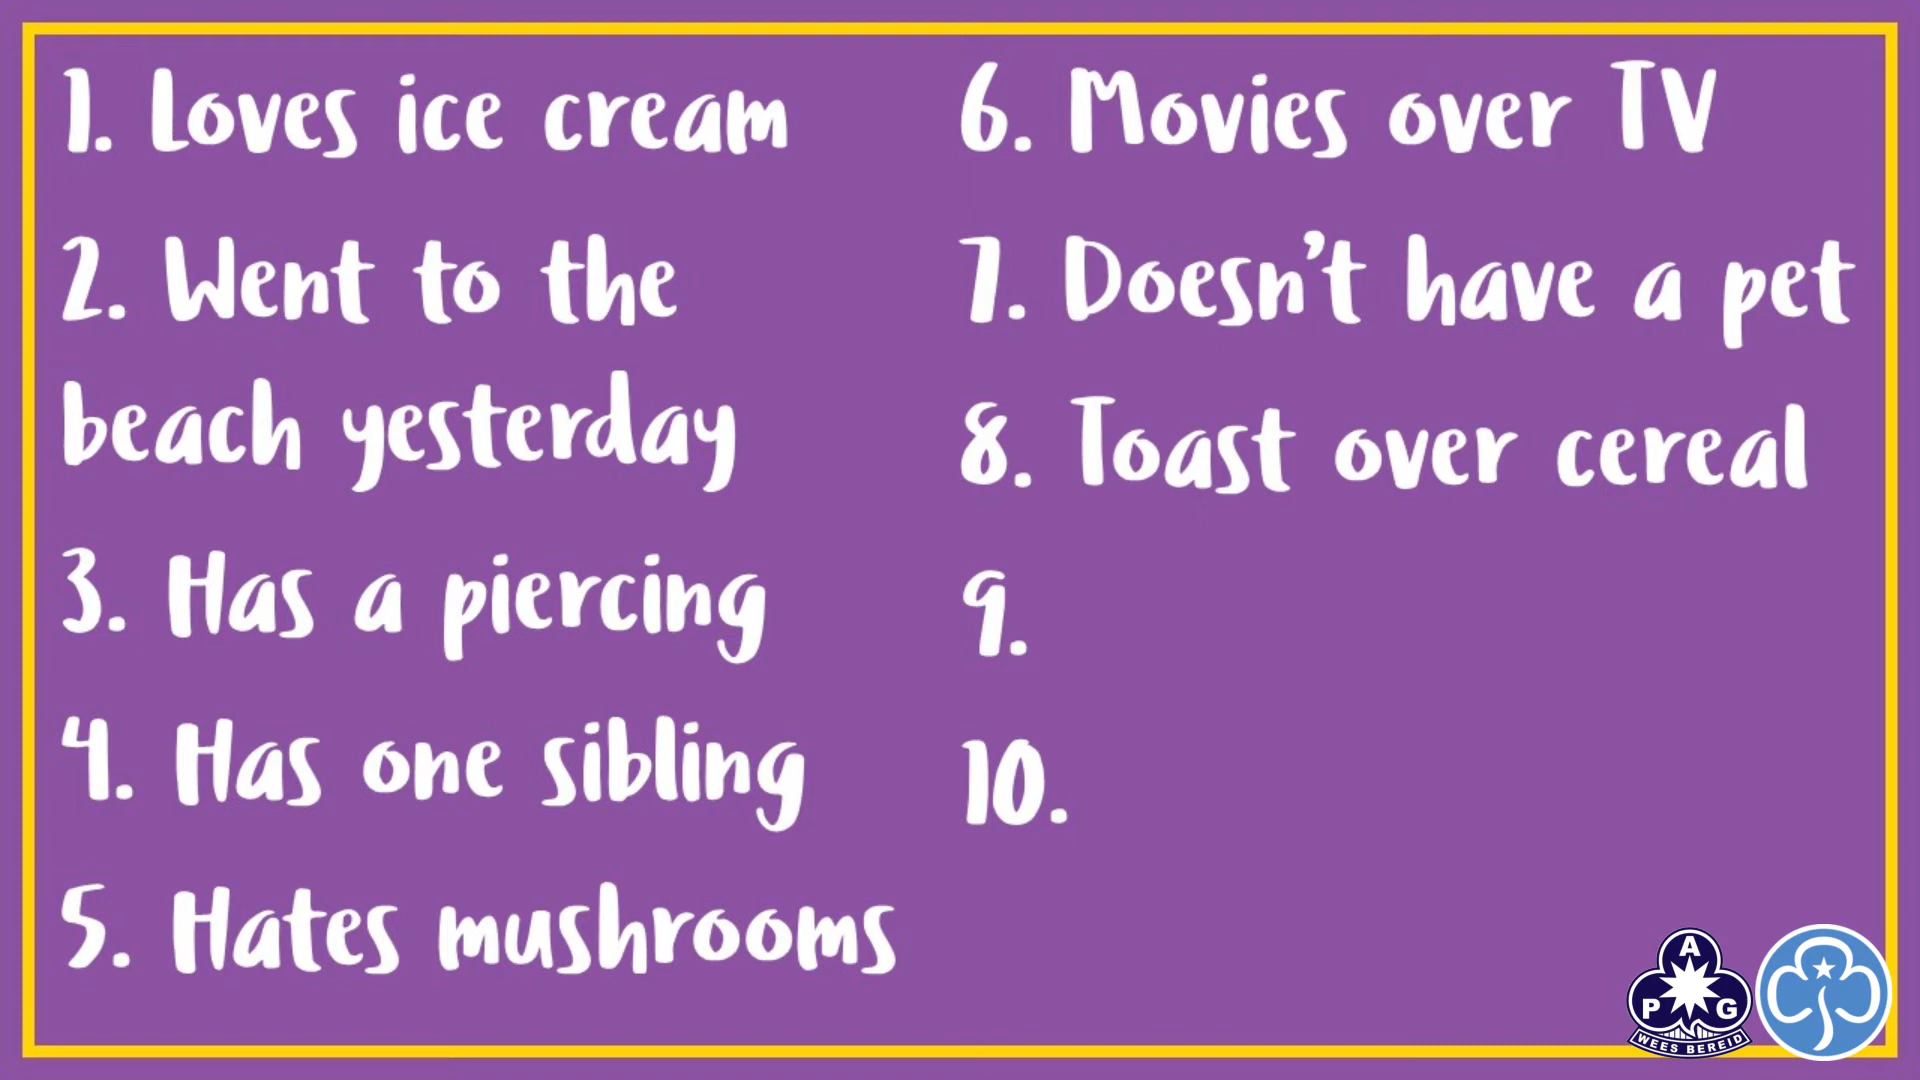 1. Loves ice cream
2. Went to the
beach yesterday
3. Has a piercing
4. Has one sibling
5. Hates mushrooms
6. Movies over TV
7. Doesn't have a pet
8. Toast over cereal
9.
10.
A
P G
WEES BEREID